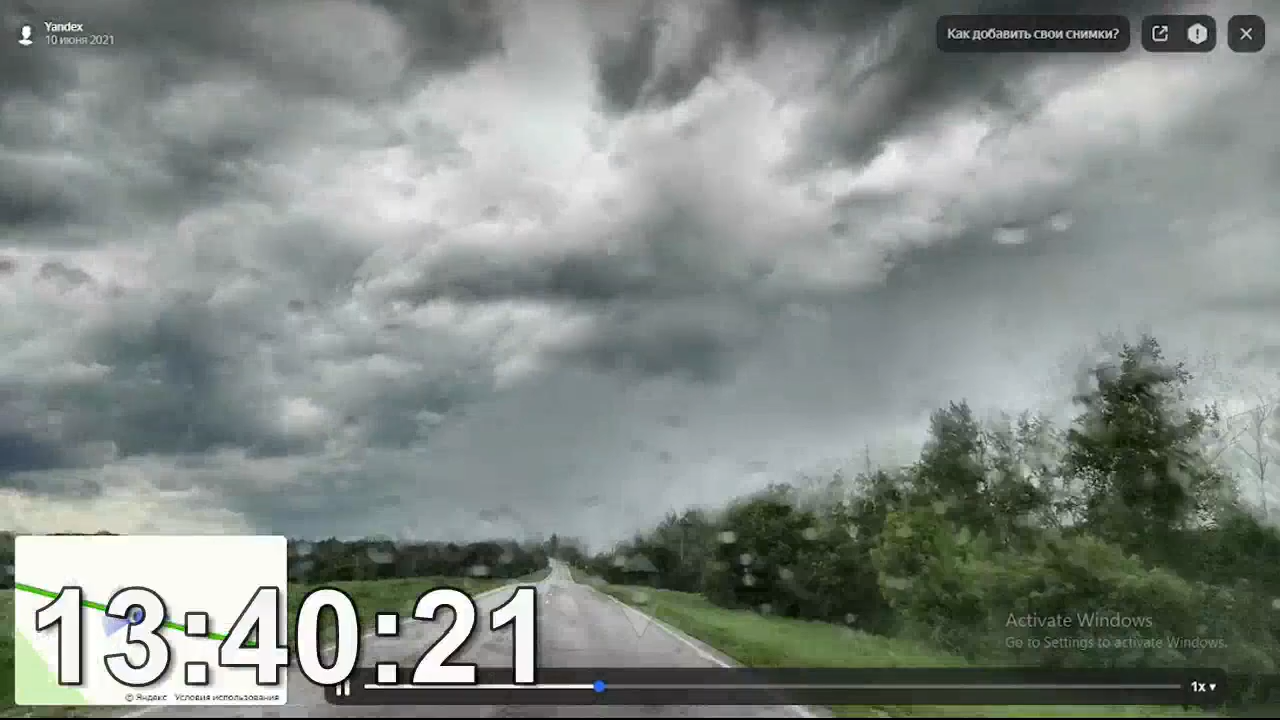 Yandex
10 июня 2021
Как добавить свои снимки?
13:40:21
© Яндекс Условия использования
Activate Windows
Go to Settings to activate Windows.
1x